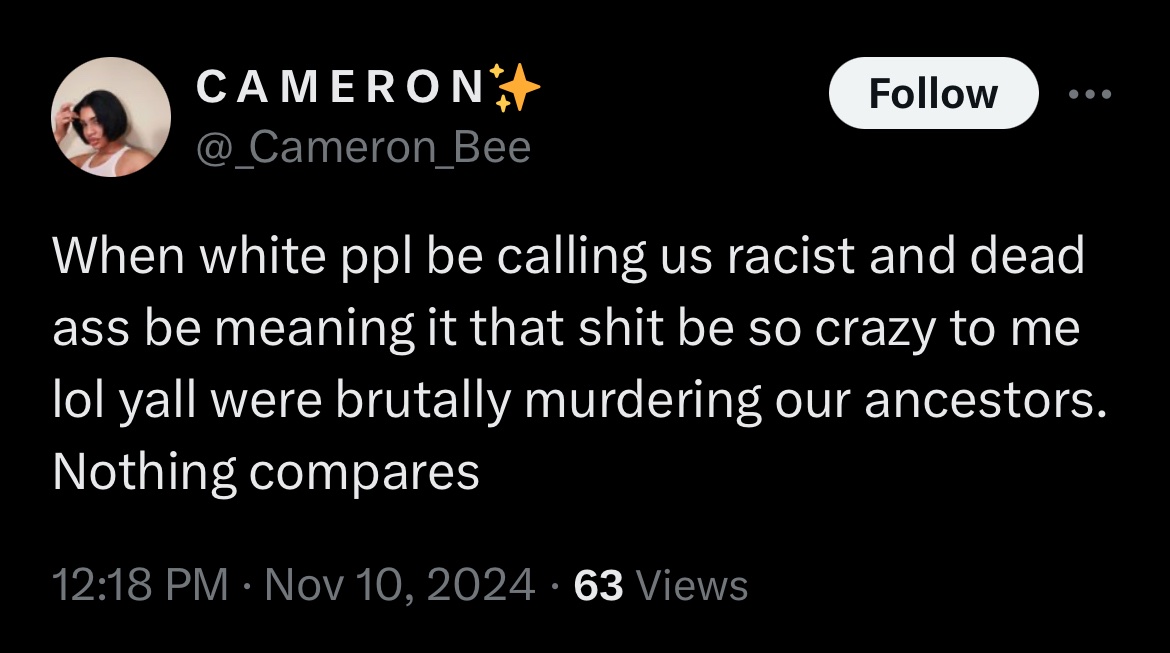 C A M E R O N✨
Follow
@_Cameron_Bee
When white ppl be calling us racist and dead
ass be meaning it that shit be so crazy to me
lol yall were brutally murdering our ancestors.
Nothing compares
12:18 PM · Nov 10, 2024 · 63 Views